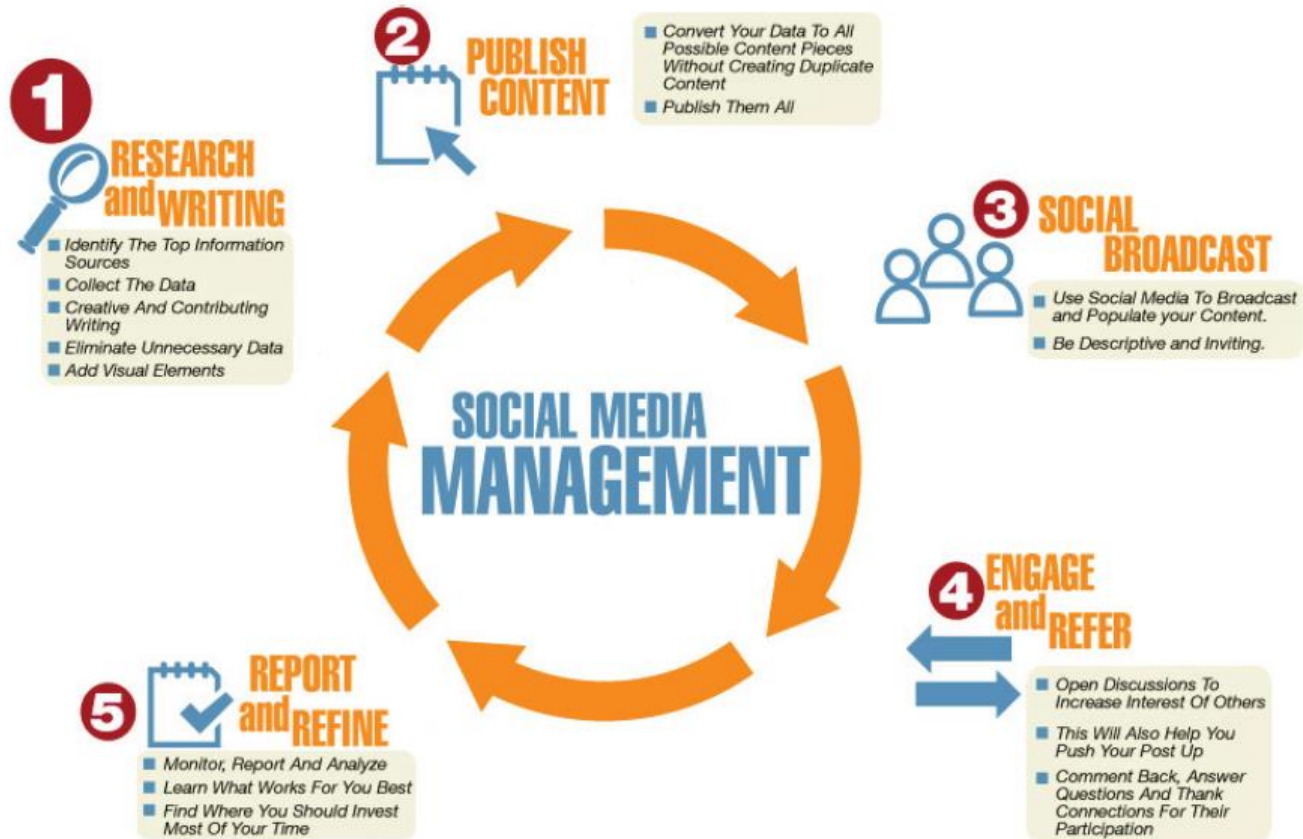 1
RESEARCH
and WRITING
Identify The Top Information
Sources
Collect The Data
Creative And Contributing
Writing
Eliminate Unnecessary Data
Add Visual Elements
2
PUBLISH
CONTENT
Convert Your Data To All
Possible Content Pieces
Without Creating Duplicate
Content
Publish Them All
3
SOCIAL
BROADCAST
Use Social Media To Broadcast
and Populate your Content.
Be Descriptive and Inviting.
SOCIAL MEDIA
MANAGEMENT
4
ENGAGE
and REFER
Open Discussions To
Increase Interest Of Others
This Will Also Help You
Push Your Post Up
Comment Back, Answer
Questions And Thank
Connections For Their
Participation
5
REPORT
and REFINE
Monitor, Report And Analyze
Learn What Works For You Best
Find Where You Should Invest
Most Of Your Time